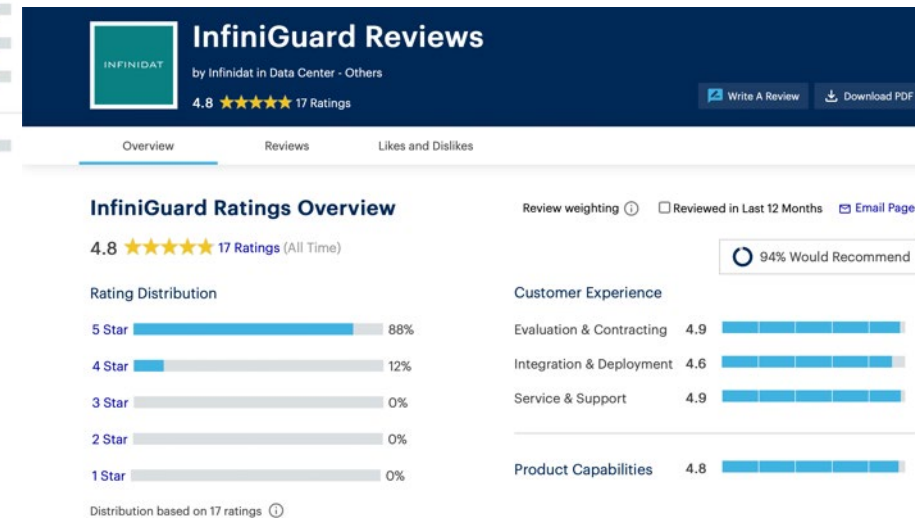 INFINIDAT
InfiniGuard Reviews
by Infinidat in Data Center - Others
4.8 17 Ratings
Write A Review
Download PDF
Overview
Reviews
Likes and Dislikes
InfiniGuard Ratings Overview
Review weighting
Reviewed in Last 12 Months
Email Page
4.8 17 Ratings (All Time)
94% Would Recommend
Rating Distribution
5 Star 88%
4 Star 12%
3 Star 0%
2 Star 0%
1 Star 0%
Distribution based on 17 ratings
Customer Experience
Evaluation & Contracting 4.9
Integration & Deployment 4.6
Service & Support 4.9
Product Capabilities 4.8